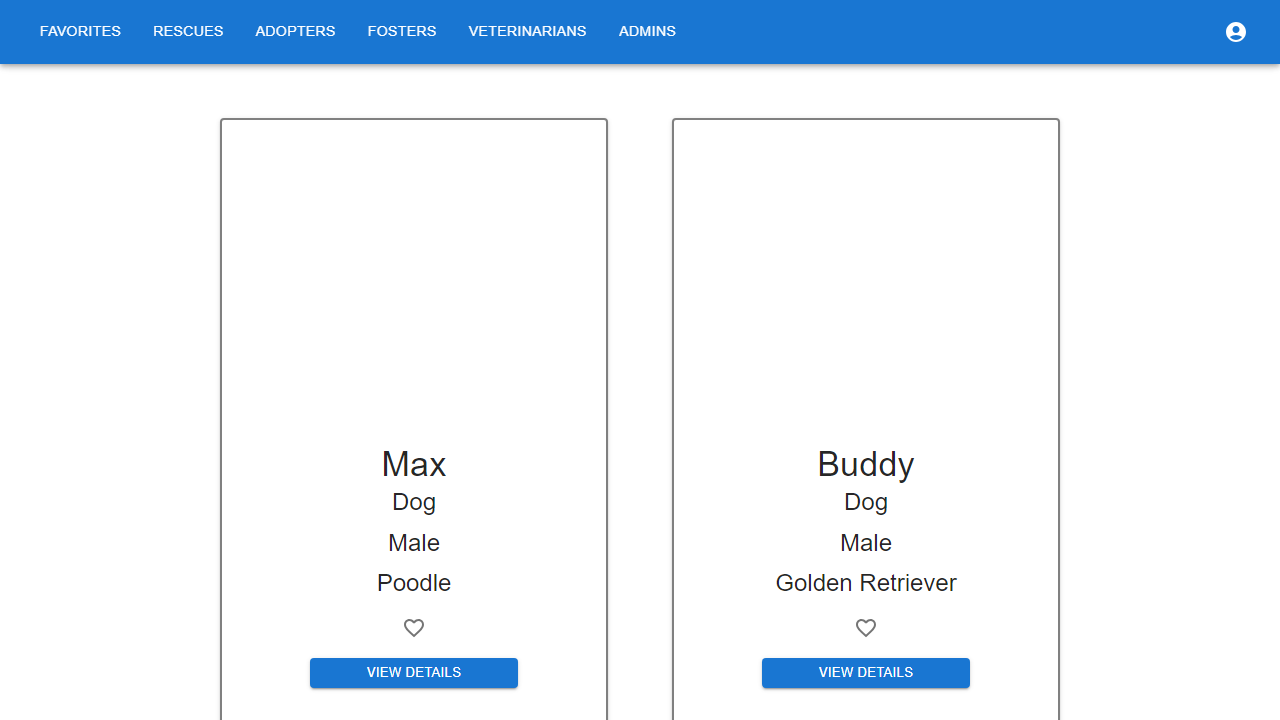 FAVORITES RESCUES ADOPTERS FOSTERS VETERINARIANS ADMINS
Max
Dog
Male
Poodle
VIEW DETAILS
Buddy
Dog
Male
Golden Retriever
VIEW DETAILS